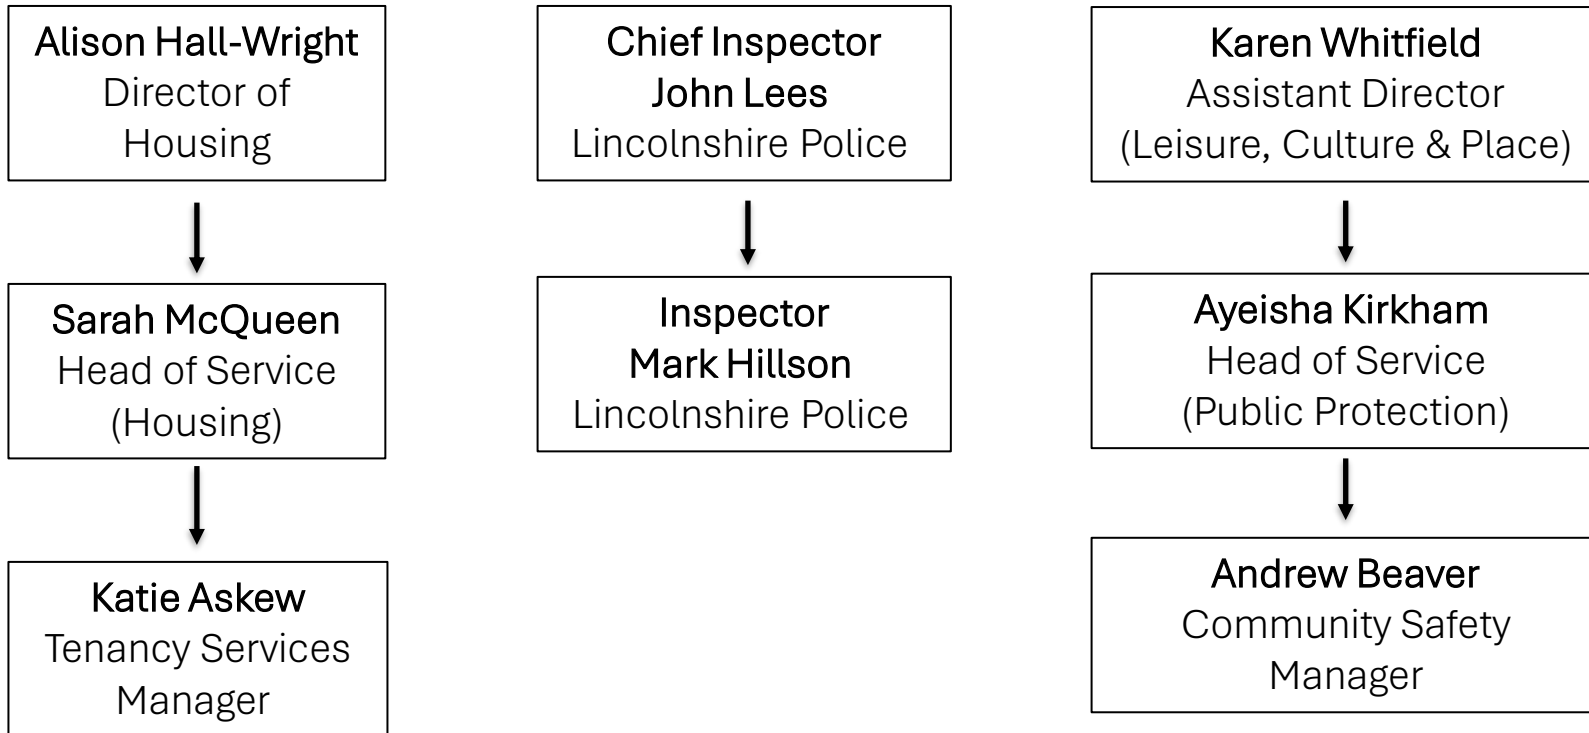 Alison Hall-Wright
Director of
Housing
Sarah McQueen
Head of Service
(Housing)
Katie Askew
Tenancy Services
Manager
Chief Inspector
John Lees
Lincolnshire Police
Inspector
Mark Hillson
Lincolnshire Police
Karen Whitfield
Assistant Director
(Leisure, Culture & Place)
Ayeisha Kirkham
Head of Service
(Public Protection)
Andrew Beaver
Community Safety
Manager